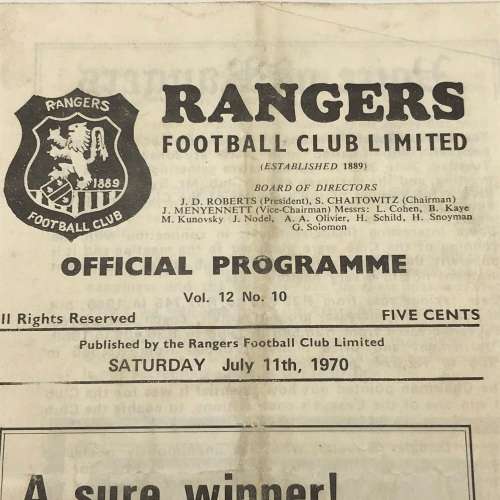 RANGERS
1889
FOOTBALL CLUB
RANGERS
FOOTBALL CLUB LIMITED
(ESTABLISHED 1889)
BOARD OF DIRECTORS
J. D. ROBERTS (President), S. CHAITOWITZ (Chairman)
J. MENYENNETT (Vice-Chairman) Messrs: L. Cohen, B. Kaye
M. Kunovsky J. Nodel, A. A. Olivier, H. Schild, H. Snoyman
G. Solomon
OFFICIAL PROGRAMME
Vol. 12 No. 10
ll Rights Reserved FIVE CENTS
Published by the Rangers Football Club Limited
SATURDAY July 11th, 1970
A sure winner!